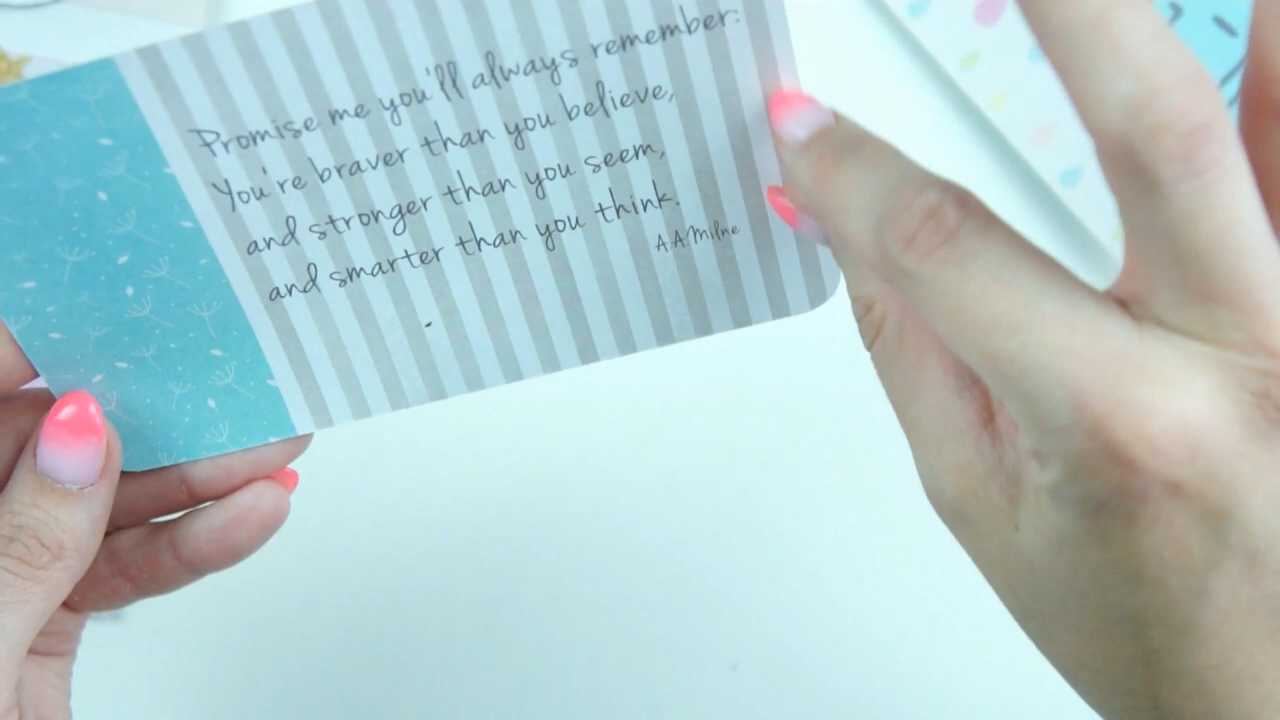 Promise me you'll always remember:
You're braver than you believe,
and stronger than you seem,
and smarter than you think.
A.A.Milne